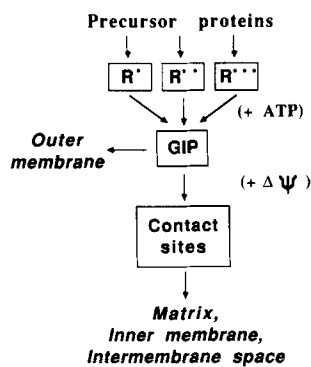 Precursor proteins
R• R•• R•••
(+ ATP)
Outer
membrane
GIP
(+ Δ Ψ )
Contact
sites
Matrix,
Inner membrane,
Intermembrane space